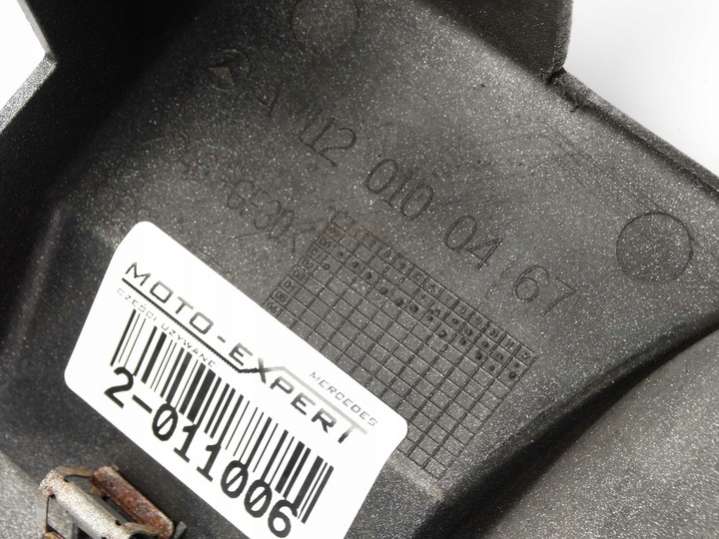 A 112 010 04 67
MOTO-EXPERT
CZĘŚCI UŻYWANE
MERCEDES
2-011006